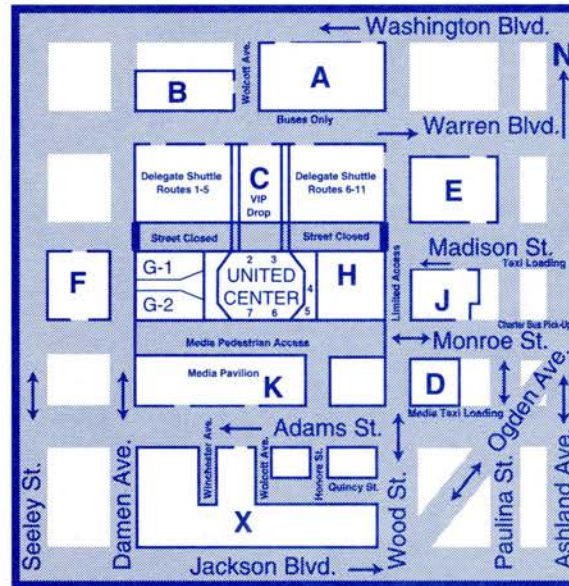 Washington Blvd.
N
Wolcott Ave.
A
B
Buses Only
Warren Blvd.
Delegate Shuttle
Routes 1-5
C
VIP
Drop
Delegate Shuttle
Routes 6-11
E
Street Closed
Street Closed
Madison St.
Taxi Loading
F
G-1
G-2
2 3
UNITED
CENTER
4
5
7 6
H
Limited Access
J
Charter Bus Pick-Up
Monroe St.
Media Pedestrian Access
Media Pavilion
K
D
Media Taxi Loading
Ogden Ave.
Adams St.
Winchester Ave.
Wolcott Ave.
Honore St.
Quincy St.
X
Seeley St.
Damen Ave.
Wood St.
Paulina St.
Ashland Ave.
Jackson Blvd.